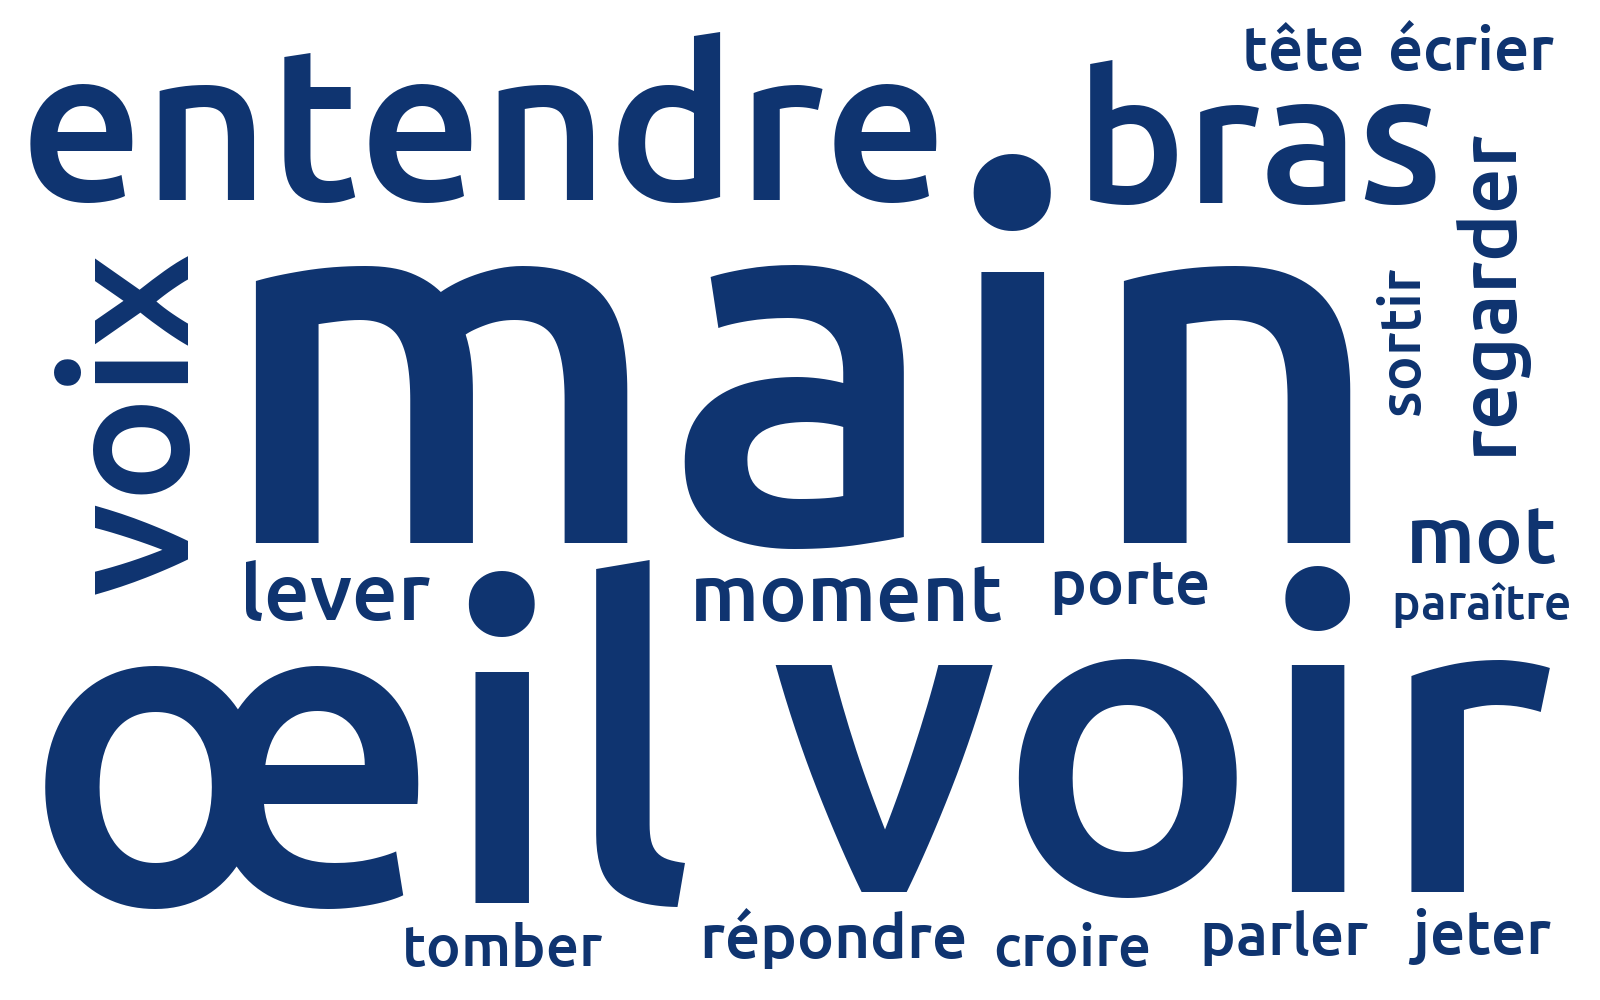 tête écrier
entendre bras
regarder
voix
main
sortir
mot
lever moment porte
paraître
œil voir
tomber répondre croire parler jeter